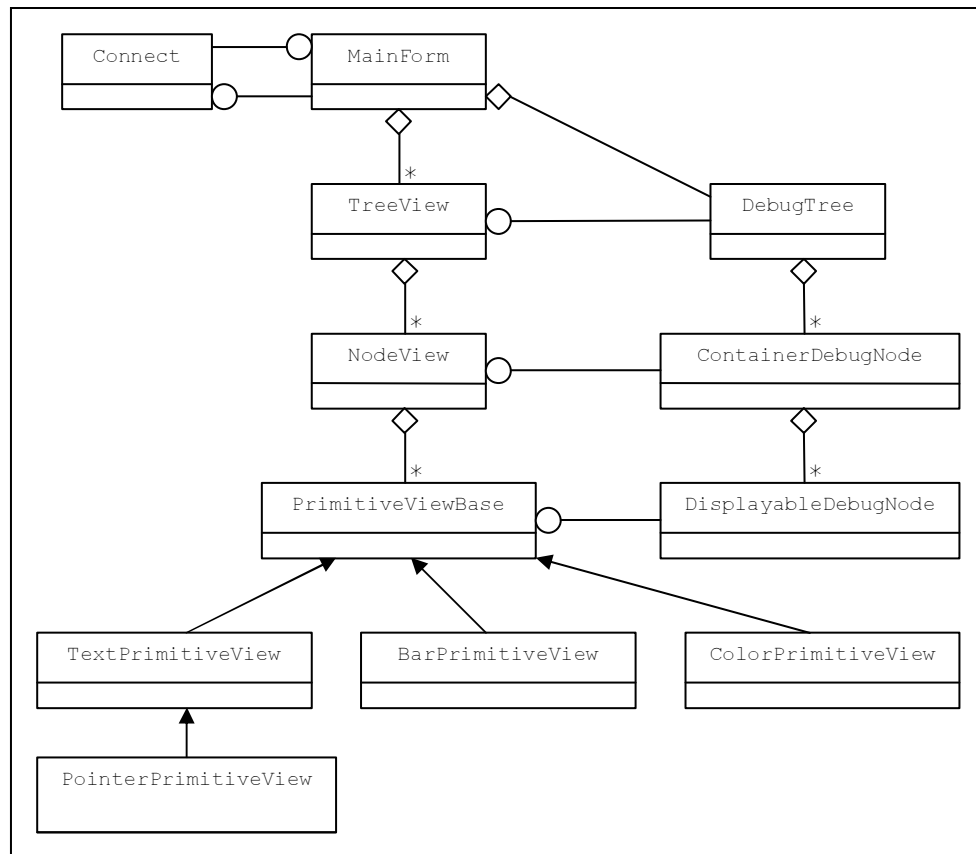 Connect
MainForm
*
TreeView
DebugTree
*
*
NodeView
ContainerDebugNode
*
*
PrimitiveViewBase
DisplayableDebugNode
TextPrimitiveView
BarPrimitiveView
ColorPrimitiveView
PointerPrimitiveView